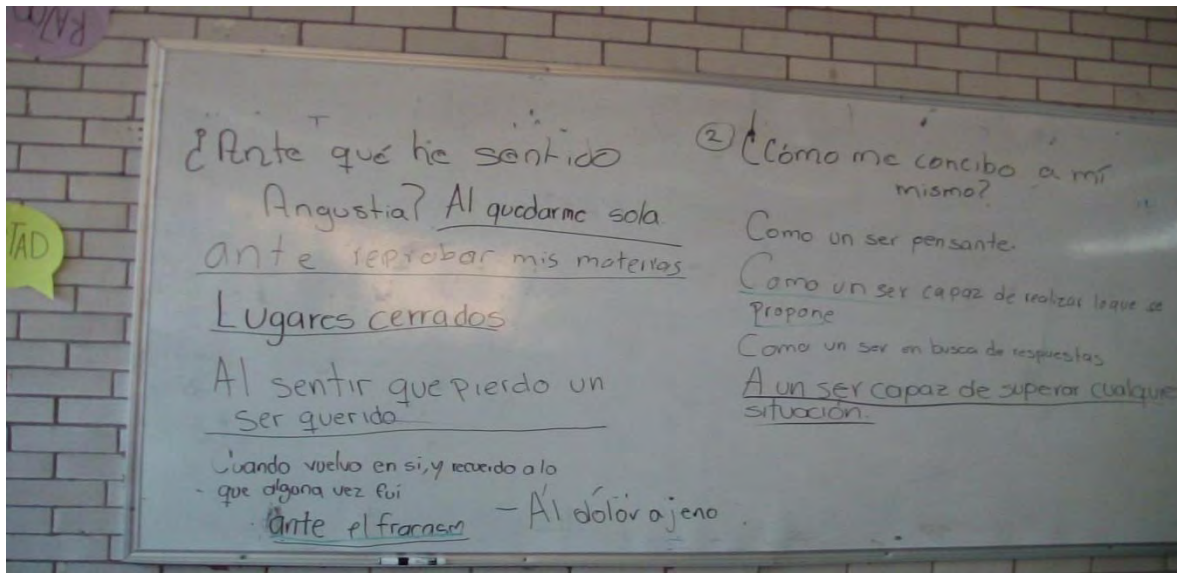 TAD
¿Ante qué he sentido
Angustia? Al quedarme sola
ante reprobar mis materias
Lugares cerrados
Al sentir que pierdo un
ser querido
Cuando vuelvo en si, y recuerdo a lo
- que alguna vez fui
ante el fracaso
- Al dolor ajeno
② ¿Cómo me concibo a mí
mismo?
Como un ser pensante.
Como un ser capaz de realizar lo que se
propone
Como un ser en busca de respuestas
A un ser capaz de superar cualquie
situación.